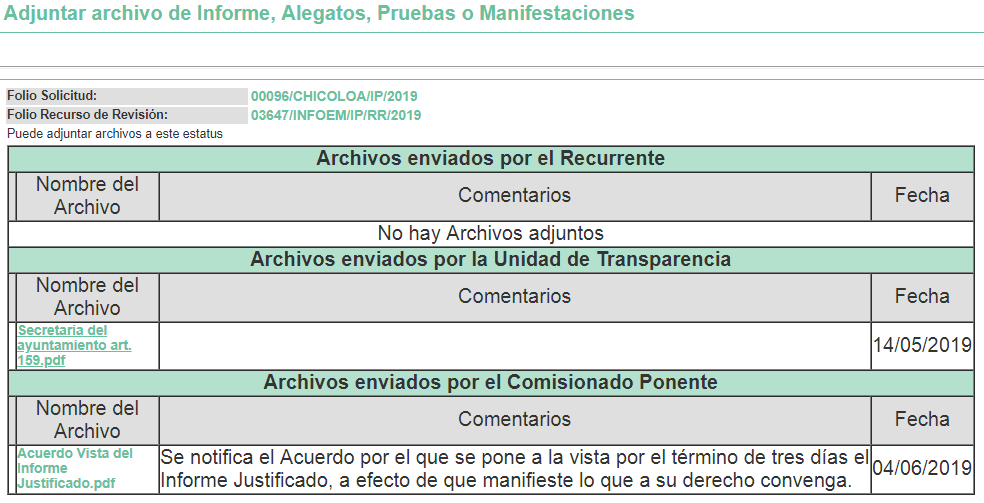 Adjuntar archivo de Informe, Alegatos, Pruebas o Manifestaciones
Folio Solicitud: 00096/CHICOLOA/IP/2019
Folio Recurso de Revisión: 03647/INFOEM/IP/RR/2019
Puede adjuntar archivos a este estatus
Archivos enviados por el Recurrente
Nombre del
Archivo
Comentarios
Fecha
No hay Archivos adjuntos
Archivos enviados por la Unidad de Transparencia
Nombre del
Archivo
Comentarios
Fecha
Secretaria del
ayuntamiento art.
159.pdf
14/05/2019
Archivos enviados por el Comisionado Ponente
Nombre del
Archivo
Comentarios
Fecha
Acuerdo Vista del
Informe
Justificado.pdf
Se notifica el Acuerdo por el que se pone a la vista por el término de tres días el
Informe Justificado, a efecto de que manifieste lo que a su derecho convenga.
04/06/2019